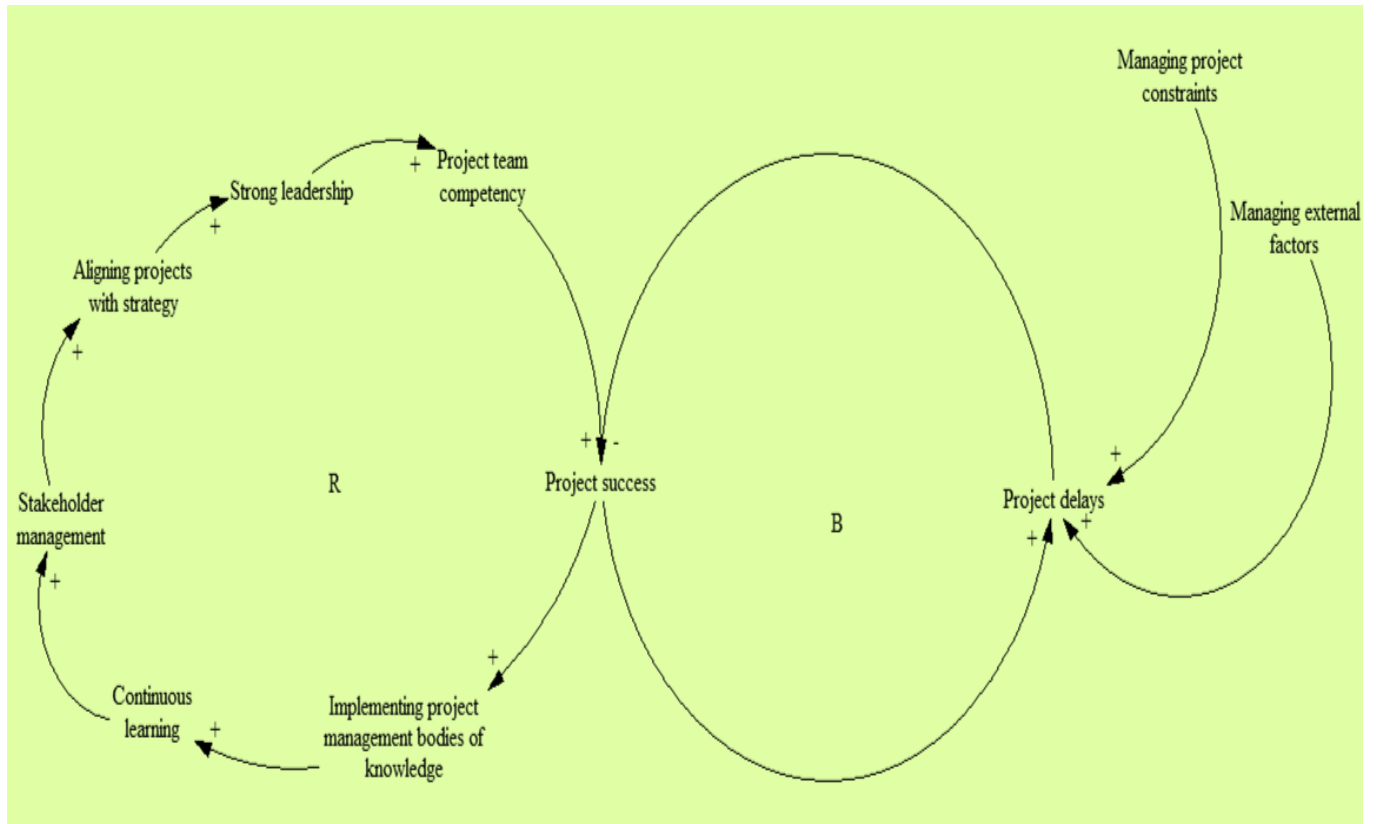 Managing project
constraints
Project team
competency
+
Strong leadership
+
Managing external
factors
Aligning projects
with strategy
+
+ -
Project success
+
Project delays
+
+
R
B
Stakeholder
management
+
+
Implementing project
management bodies of
knowledge
Continuous
learning
+